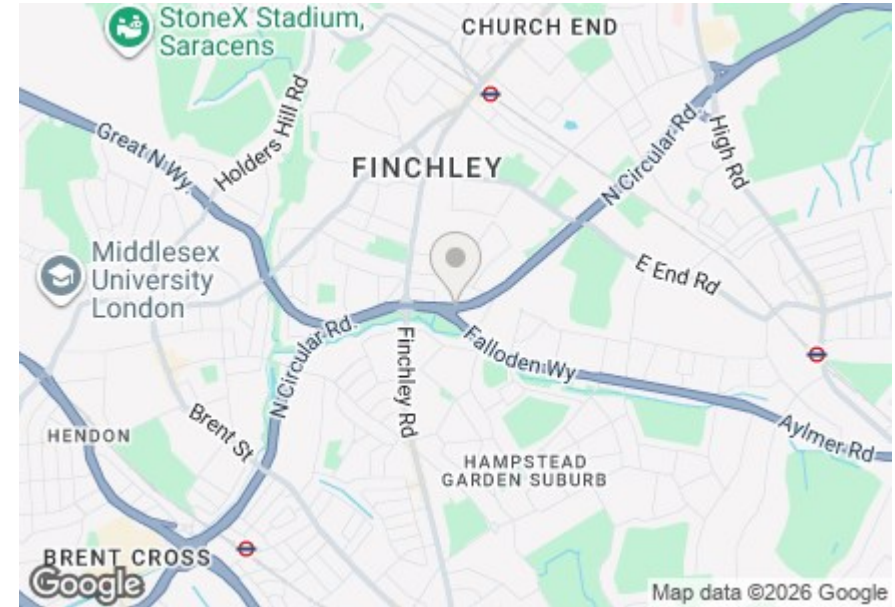 StoneX Stadium,
Saracens
CHURCH END
Great N Wy.
Holders Hill Rd
FINCHLEY
N Circular Rd.
High Rd
Middlesex
University
London
E End Rd
N Circular Rd.
Finchley Rd
Falloden Wy
Aylmer Rd
HENDON
Brent St
HAMPSTEAD
GARDEN SUBURB
BRENT CROSS
Google
Map data ©2026 Google